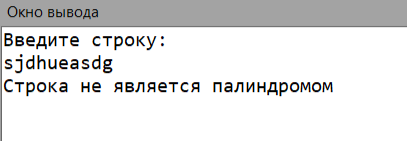 Окно вывода
Введите строку:
sjdhueasdg
Строка не является палиндромом